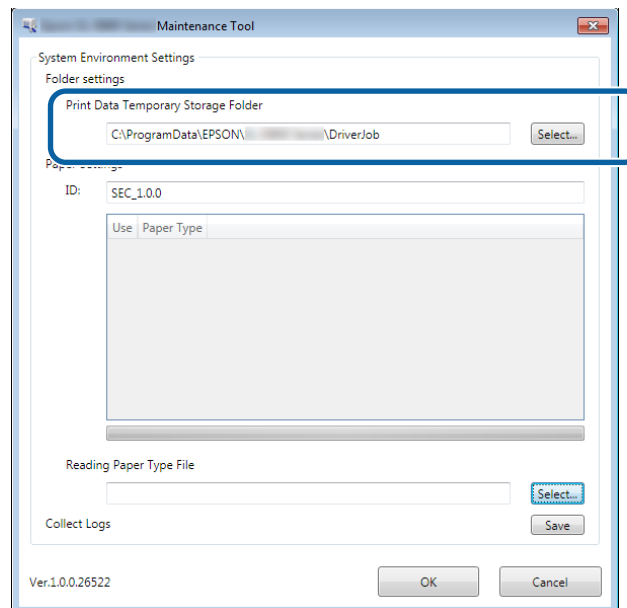 Maintenance Tool
System Environment Settings
Folder settings
Print Data Temporary Storage Folder
C:\ProgramData\EPSON\ \DriverJob Select...
ID: SEC_1.0.0
Use Paper Type
Reading Paper Type File
Select...
Collect Logs Save
Ver.1.0.0.26522 OK Cancel